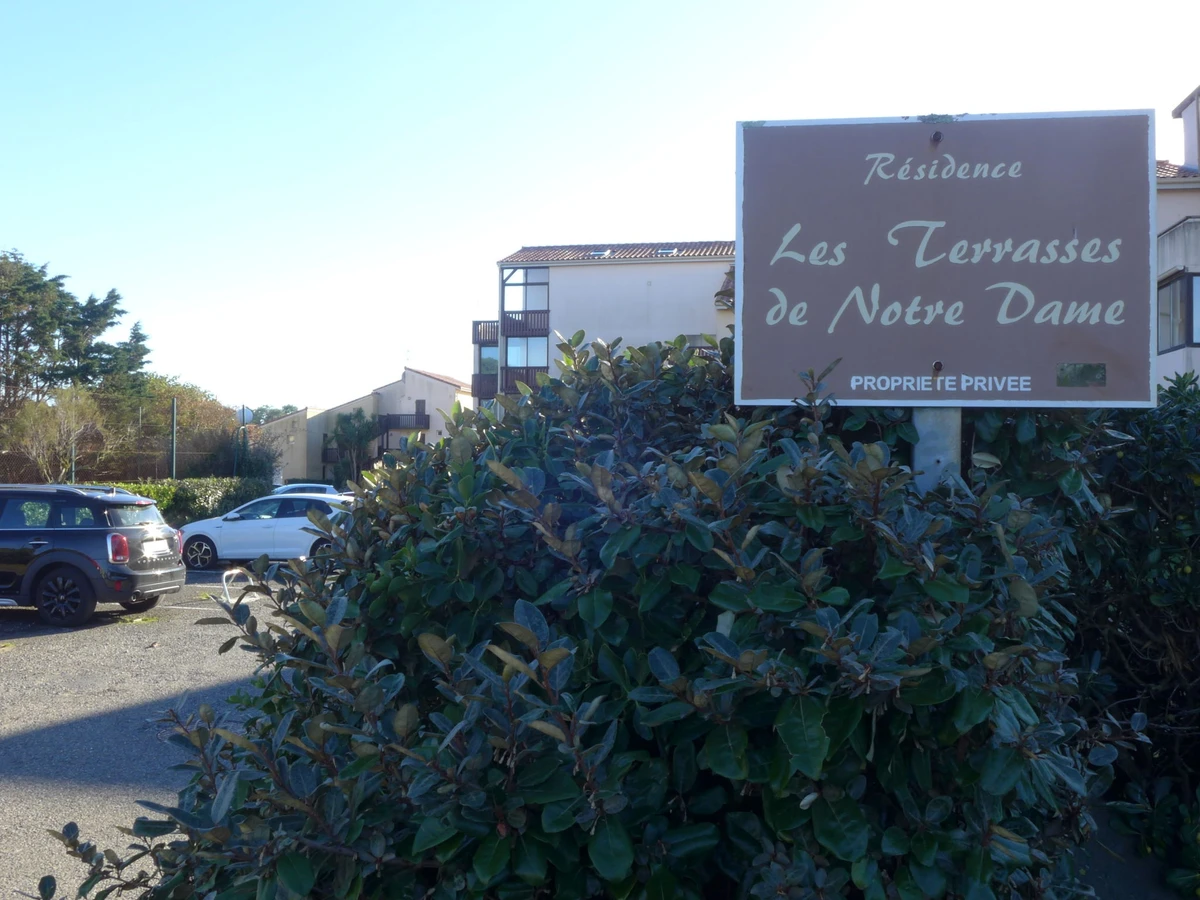 Résidence
Les Terrasses
de Notre Dame
PROPRIETE PRIVEE